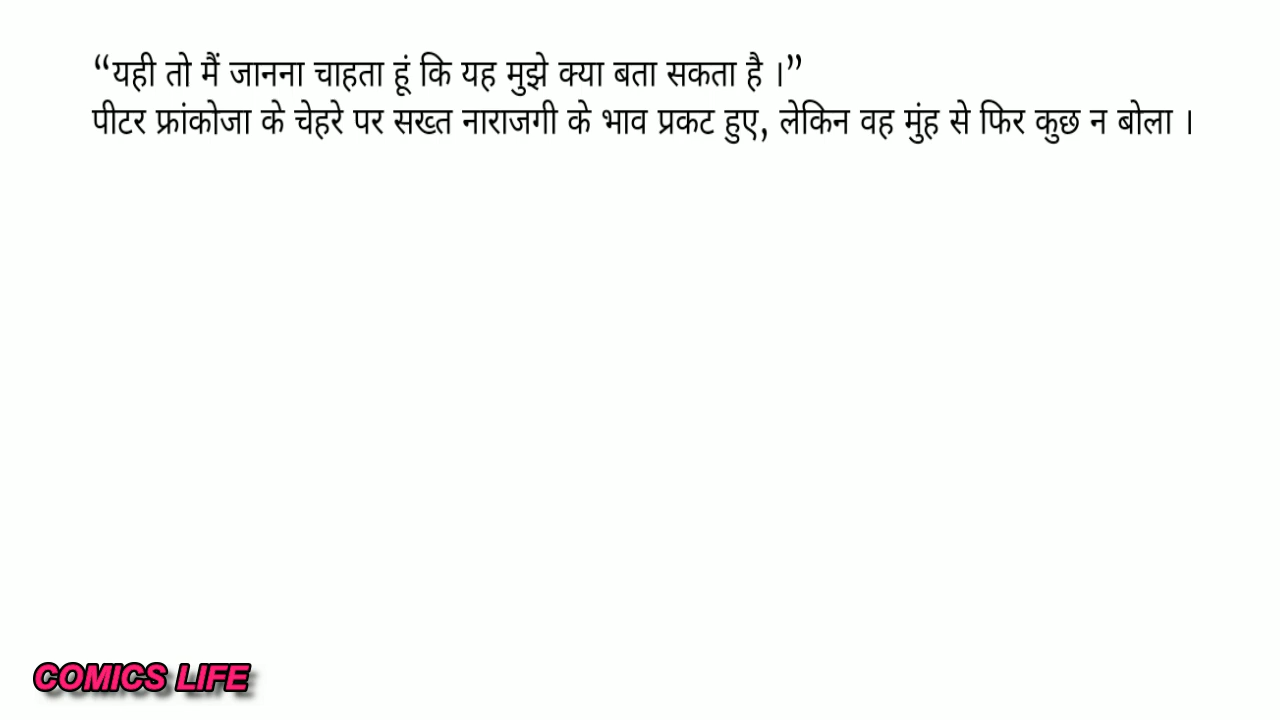 “यही तो मैं जानना चाहता हूं कि यह मुझे क्या बता सकता है ।”
पीटर फ्रांकोजा के चेहरे पर सख्त नाराजगी के भाव प्रकट हुए, लेकिन वह मुंह से फिर कुछ न बोला ।
COMICS LIFE